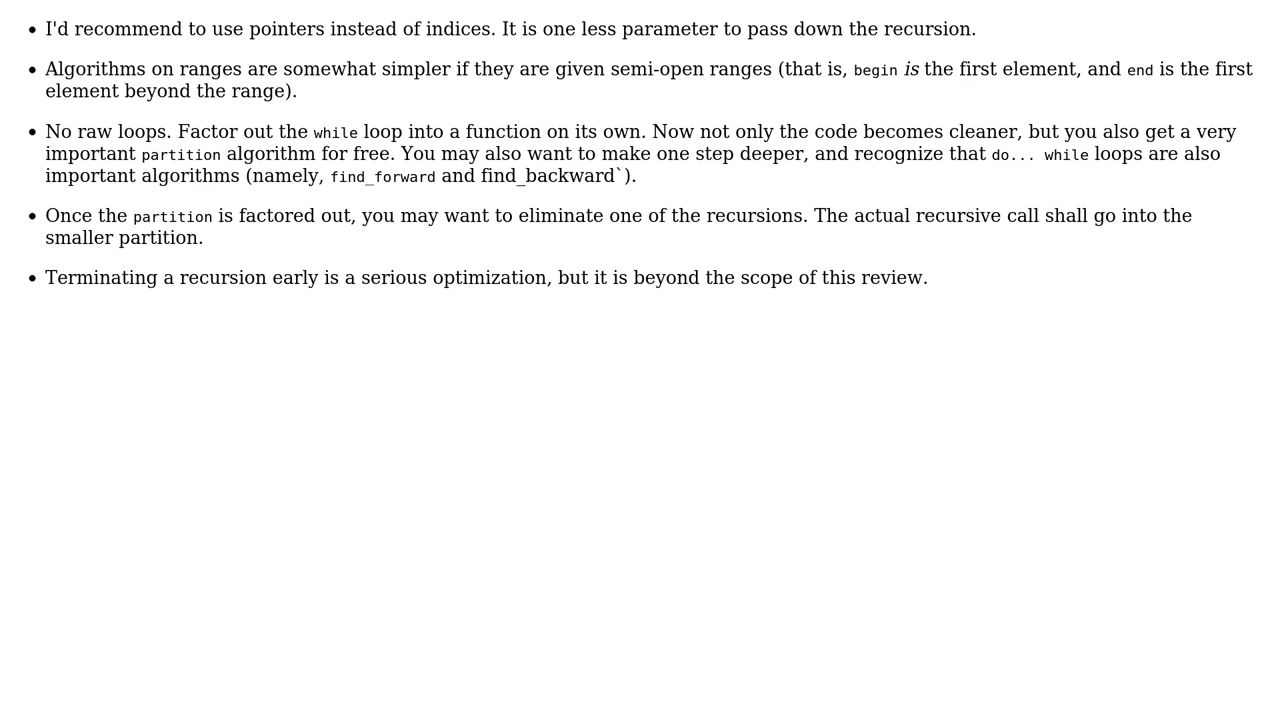 • I'd recommend to use pointers instead of indices. It is one less parameter to pass down the recursion.
• Algorithms on ranges are somewhat simpler if they are given semi-open ranges (that is, begin is the first element, and end is the first
element beyond the range).
• No raw loops. Factor out the while loop into a function on its own. Now not only the code becomes cleaner, but you also get a very
important partition algorithm for free. You may also want to make one step deeper, and recognize that do... while loops are also
important algorithms (namely, find_forward and find_backward`).
• Once the partition is factored out, you may want to eliminate one of the recursions. The actual recursive call shall go into the
smaller partition.
• Terminating a recursion early is a serious optimization, but it is beyond the scope of this review.